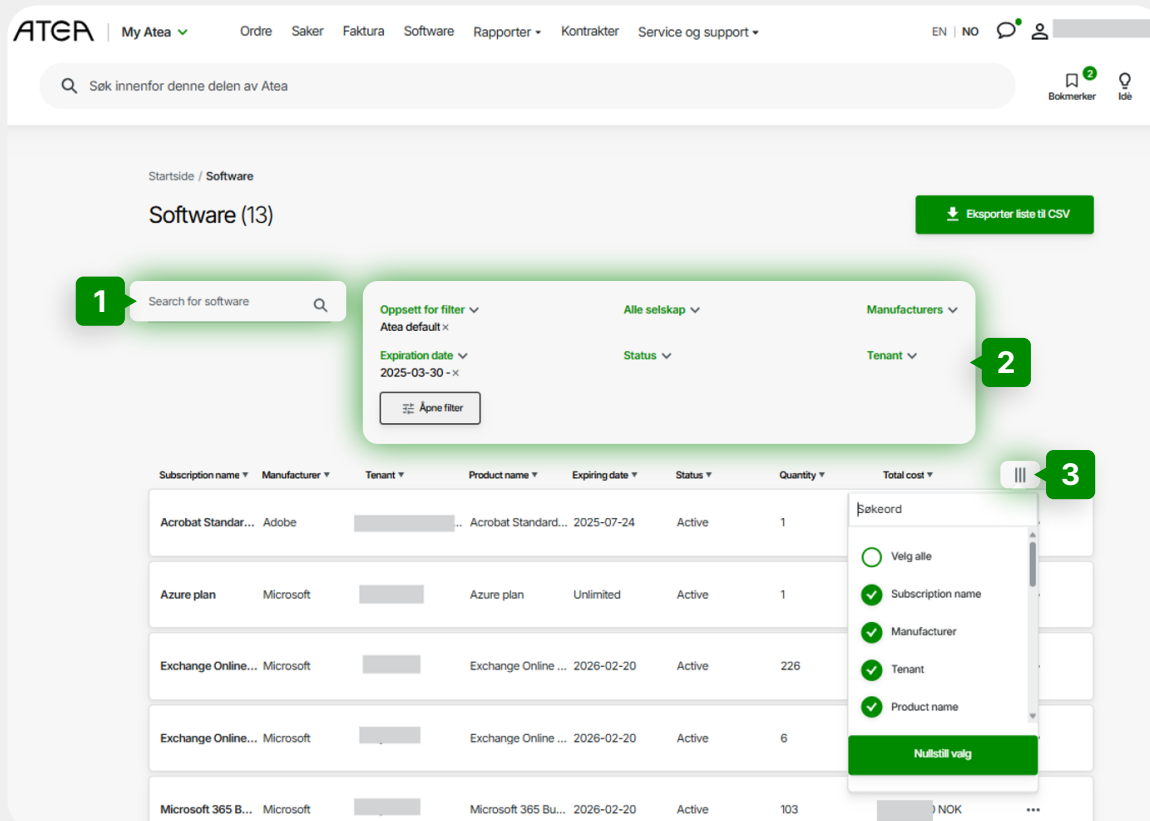 ATEA My Atea Ordre Saker Faktura Software Rapporter Kontrakter Service og support EN | NO
Søk innenfor denne delen av Atea
2
Bokmerker Idè
Startside / Software
Software (13)
Eksporter liste til CSV
1
Search for software
Oppsett for filter Alle selskap Manufacturers
Atea default ×
Expiration date Status Tenant
2025-03-30 - ×
2
Åpne filter
Subscription name Manufacturer Tenant Product name Expiring date Status Quantity Total cost
3
Søkeord
Acrobat Standar... Adobe ... Acrobat Standard... 2025-07-24 Active 1
Velg alle
Azure plan Microsoft Azure plan Unlimited Active 1
Subscription name
Manufacturer
Exchange Online... Microsoft Exchange Online ... 2026-02-20 Active 226
Tenant
Product name
Exchange Online... Microsoft Exchange Online ... 2026-02-20 Active 6
Nullstill valg
Microsoft 365 B... Microsoft Microsoft 365 Bu... 2026-02-20 Active 103 NOK ...